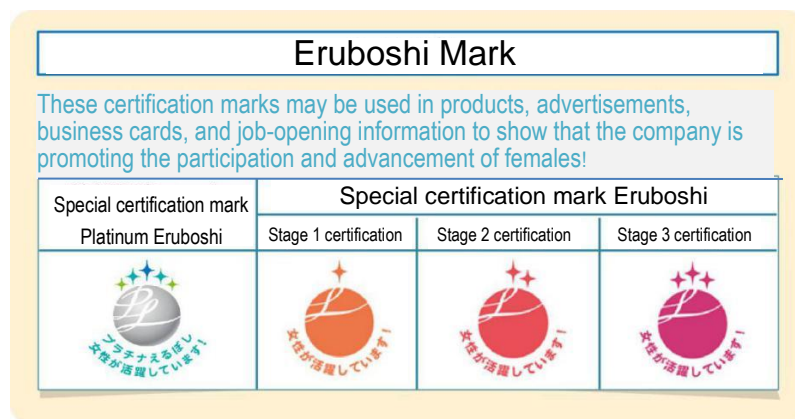 Eruboshi Mark
These certification marks may be used in products, advertisements,
business cards, and job-opening information to show that the company is
promoting the participation and advancement of females!
Special certification mark
Platinum Eruboshi
Special certification mark Eruboshi
Stage 1 certification
Stage 2 certification
Stage 3 certification
PL
プラチナえるぼし
女性が活躍しています!
L
女性が活躍しています!
L
女性が活躍しています!
L
女性が活躍しています!